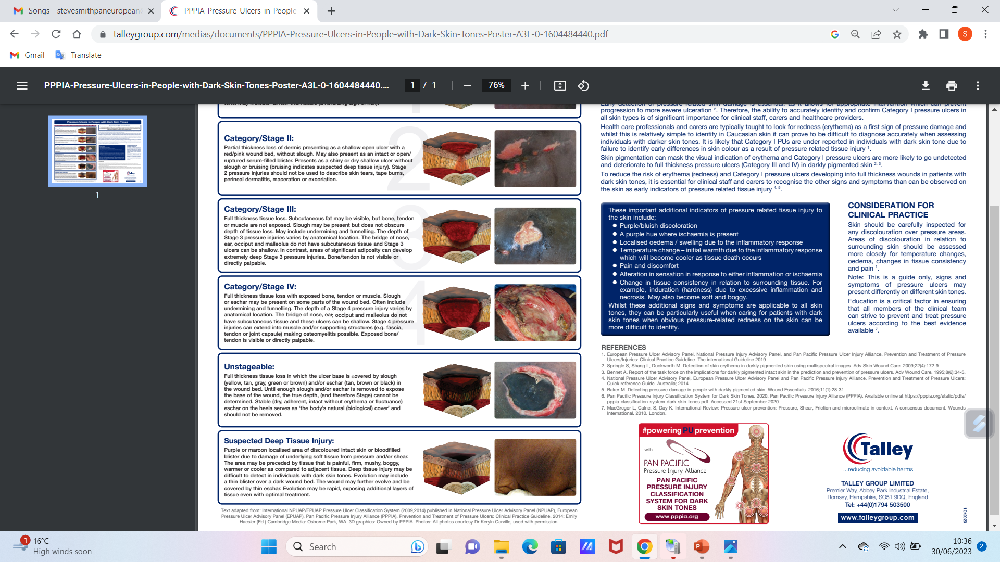 Songs - stevesmithpaneuropean
PPPIA-Pressure-Ulcers-in-People
talleygroup.com/medias/documents/PPPIA-Pressure-Ulcers-in-People-with-Dark-Skin-Tones-Poster-A3L-0-1604484440.pdf
S
Gmail
Translate
PPPIA-Pressure-Ulcers-in-People-with-Dark-Skin-Tones-Poster-A3L-0-1604484440....
1 / 1
76%
Pressure Ulcers in People with Dark Skin Tones
1
tone. May indicate 'at risk' individuals (a heralding sign of risk).
2
Category/Stage II:
Partial thickness loss of dermis presenting as a shallow open ulcer with a
red/pink wound bed, without slough. May also present as an intact or open/
ruptured serum-filled blister. Presents as a shiny or dry shallow ulcer without
slough or bruising (bruising indicates suspected deep tissue injury). Stage
2 pressure injuries should not be used to describe skin tears, tape burns,
perineal dermatitis, maceration or excoriation.
3
Category/Stage III:
Full thickness tissue loss. Subcutaneous fat may be visible, but bone, tendon
or muscle are not exposed. Slough may be present but does not obscure
depth of tissue loss. May include undermining and tunnelling. The depth of
Stage 3 pressure injuries varies by anatomical location. The bridge of nose,
ear, occiput and malleolus do not have subcutaneous tissue and Stage 3
ulcers can be shallow. In contrast, areas of significant adiposity can develop
extremely deep Stage 3 pressure injuries. Bone/tendon is not visible or
directly palpable.
4
Category/Stage IV:
Full thickness tissue loss with exposed bone, tendon or muscle. Slough
or eschar may be present on some parts of the wound bed. Often include
undermining and tunnelling. The depth of a Stage 4 pressure injury varies by
anatomical location. The bridge of nose, ear, occiput and malleolus do not
have subcutaneous tissue and these ulcers can be shallow. Stage 4 pressure
injuries can extend into muscle and/or supporting structures (e.g. fascia,
tendon or joint capsule) making osteomyelitis possible. Exposed bone/
tendon is visible or directly palpable.
Unstageable:
Full thickness tissue loss in which the ulcer base is covered by slough
(yellow, tan, gray, green or brown) and/or eschar (tan, brown or black) in
the wound bed. Until enough slough and/or eschar is removed to expose
the base of the wound, the true depth, (and therefore Stage) cannot be
determined. Stable (dry, adherent, intact without erythema or fluctuance)
eschar on the heels serves as 'the body's natural (biological) cover' and
should not be removed.
Suspected Deep Tissue Injury:
Purple or maroon localised area of discoloured intact skin or bloodfilled
blister due to damage of underlying soft tissue from pressure and/or shear.
The area may be preceded by tissue that is painful, firm, mushy, boggy,
warmer or cooler as compared to adjacent tissue. Deep tissue injury may be
difficult to detect in individuals with dark skin tones. Evolution may include
a thin blister over a dark wound bed. The wound may further evolve and be
covered by thin eschar. Evolution may be rapid, exposing additional layers of
tissue even with optimal treatment.
Text adapted from: International NPUAP/EPUAP Pressure Ulcer Classification System (2009,2014) published in National Pressure Ulcer Advisory Panel (NPUAP), European
Pressure Ulcer Advisory Panel (EPUAP), Pan Pacific Pressure Injury Alliance (PPPIA), Prevention and Treatment of Pressure Ulcers: Clinical Practice Guideline. 2014: Emily
Haesler (Ed.) Cambridge Media: Osborne Park, WA. 3D graphics: Owned by PPPIA. Photos: All photos courtesy Dr Keryln Carville, used with permission.
Early detection of pressure related skin damage is essential, as it allows for appropriate intervention which can prevent
progression to more severe ulceration ². Therefore, the ability to accurately identify and confirm Category I pressure ulcers in
all skin types is of significant importance for clinical staff, carers and healthcare providers.
Health care professionals and carers are typically taught to look for redness (erythema) as a first sign of pressure damage and
whilst this is relatively simple to identify in Caucasian skin it can prove to be difficult to diagnose accurately when assessing
individuals with darker skin tones. It is likely that Category I PUs are under-reported in individuals with dark skin tone due to
failure to identify early differences in skin colour as a result of pressure related tissue injury ¹.
Skin pigmentation can mask the visual indication of erythema and Category I pressure ulcers are more likely to go undetected
and deteriorate to full thickness pressure ulcers (Category III and IV) in darkly pigmented skin ²,³.
To reduce the risk of erythema (redness) and Category I pressure ulcers developing into full thickness wounds in patients with
dark skin tones, it is essential for clinical staff and carers to recognise the other signs and symptoms than can be observed on
the skin as early indicators of pressure related tissue injury ⁴,⁵.
These important additional indicators of pressure related tissue injury to
the skin include;
● Purple/bluish discoloration
● A purple hue where ischaemia is present
● Localised oedema / swelling due to the inflammatory response
● Temperature change – initial warmth due to the inflammatory response
which will become cooler as tissue death occurs
● Pain and discomfort
● Alteration in sensation in response to either inflammation or ischaemia
● Change in tissue consistency in relation to surrounding tissue. For
example, induration (hardness) due to excessive inflammation and
necrosis. May also become soft and boggy.
Whilst these additional signs and symptoms are applicable to all skin
tones, they can be particularly useful when caring for patients with dark
skin tones when obvious pressure-related redness on the skin can be
more difficult to identify.
CONSIDERATION FOR
CLINICAL PRACTICE
Skin should be carefully inspected for
any discolouration over pressure areas.
Areas of discolouration in relation to
surrounding skin should be assessed
more closely for temperature changes,
oedema, changes in tissue consistency
and pain ¹.
Note: This is a guide only, signs and
symptoms of pressure ulcers may
present differently on different skin tones.
Education is a critical factor in ensuring
that all members of the clinical team
can strive to prevent and treat pressure
ulcers according to the best evidence
available ⁷.
REFERENCES
1. European Pressure Ulcer Advisory Panel, National Pressure Injury Advisory Panel, and Pan Pacific Pressure Ulcer Injury Alliance. Prevention and Treatment of Pressure
Ulcers/Injuries: Clinical Practice Guideline. The international Guideline 2019.
2. Springle S, Shang L, Duckworth M. Detection of skin erythema in darkly pigmented skin using multispectral images. Adv Skin Wound Care. 2009;22(4):172-9.
3. Bennet A. Report of the task force on the implications for darkly pigmented intact skin in the prediction and prevention of pressure ulcers. Adv Wound Care. 1995;8(6):34-5.
4. National Pressure Ulcer Advisory Panel, European Pressure Ulcer Advisory Panel and Pan Pacific Pressure Injury Alliance. Prevention and Treatment of Pressure Ulcers:
Quick reference Guide. Australia; 2014
5. Baker M. Detecting pressure damage in people with darkly pigmented skin. Wound Essentials. 2016;11(1):28-31.
6. Pan Pacific Pressure Injury Classification System for Dark Skin Tones. 2020. Pan Pacific Pressure Injury Alliance (PPPIA). Available online at https://pppia.org/static/pdfs/
pppia-classification-system-dark-skin-tones.pdf. Accessed 21st September 2020.
7. MacGregor L, Calne, S, Day K. International Review: Pressure ulcer prevention: Pressure, Shear, Friction and microclimate in context. A consensus document. Wounds
International. 2010. London.
#poweringPUprevention
with
PAN PACIFIC
Pressure Injury Alliance
PAN PACIFIC
PRESSURE INJURY
CLASSIFICATION
SYSTEM FOR DARK
SKIN TONES
www.pppia.org
Talley
...reducing avoidable harms
TALLEY GROUP LIMITED
Premier Way, Abbey Park Industrial Estate,
Romsey, Hampshire, SO51 9DQ, England
Tel: +44(0)1794 503500
www.talleygroup.com
10/2020
1
16°C
High winds soon
Search
10:36
30/06/2023
2